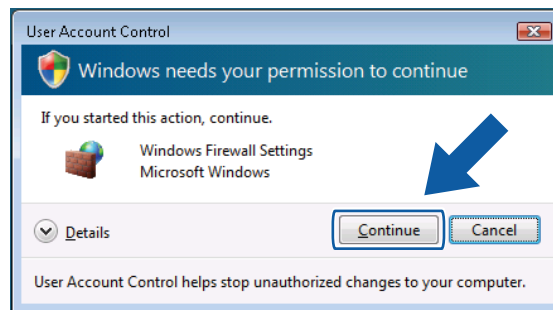 User Account Control
Windows needs your permission to continue
If you started this action, continue.
Windows Firewall Settings
Microsoft Windows
Details
Continue
Cancel
User Account Control helps stop unauthorized changes to your computer.